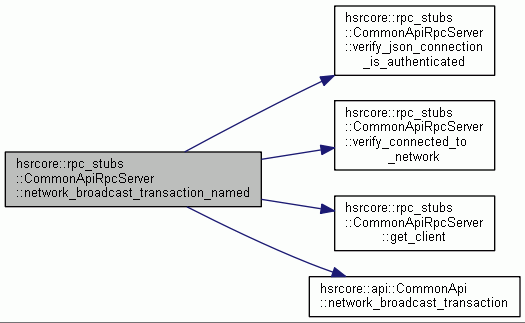 hsrcore::rpc_stubs
::CommonApiRpcServer
::verify_json_connection
_is_authenticated
hsrcore::rpc_stubs
::CommonApiRpcServer
::verify_connected_to
_network
hsrcore::rpc_stubs
::CommonApiRpcServer
::network_broadcast_transaction_named
hsrcore::rpc_stubs
::CommonApiRpcServer
::get_client
hsrcore::api::CommonApi
::network_broadcast_transaction